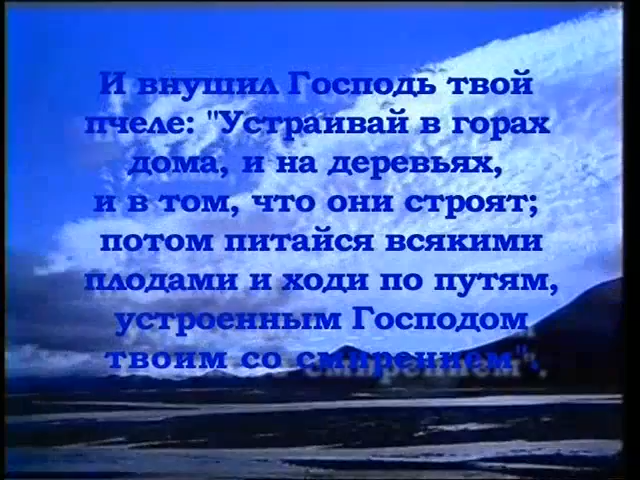 И внушил Господь твой
пчеле: "Устраивай в горах
дома, и на деревьях,
и в том, что они строят;
потом питайся всякими
плодами и ходи по путям,
устроенным Господом
твоим со смирением".